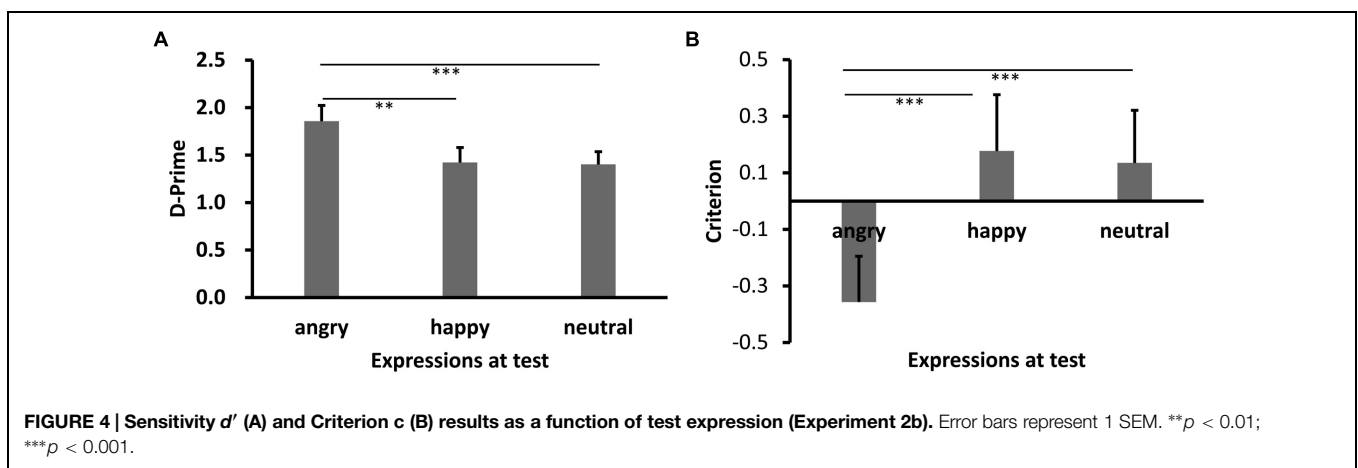 A
2.5
2.0
1.5
1.0
0.5
0.0
D-Prime
***
**
angry happy neutral
Expressions at test
B
0.5
0.3
0.1
-0.1
-0.3
-0.5
Criterion
***
***
angry happy neutral
Expressions at test
FIGURE 4 | Sensitivity d′ (A) and Criterion c (B) results as a function of test expression (Experiment 2b). Error bars represent 1 SEM. **p < 0.01;
***p < 0.001.